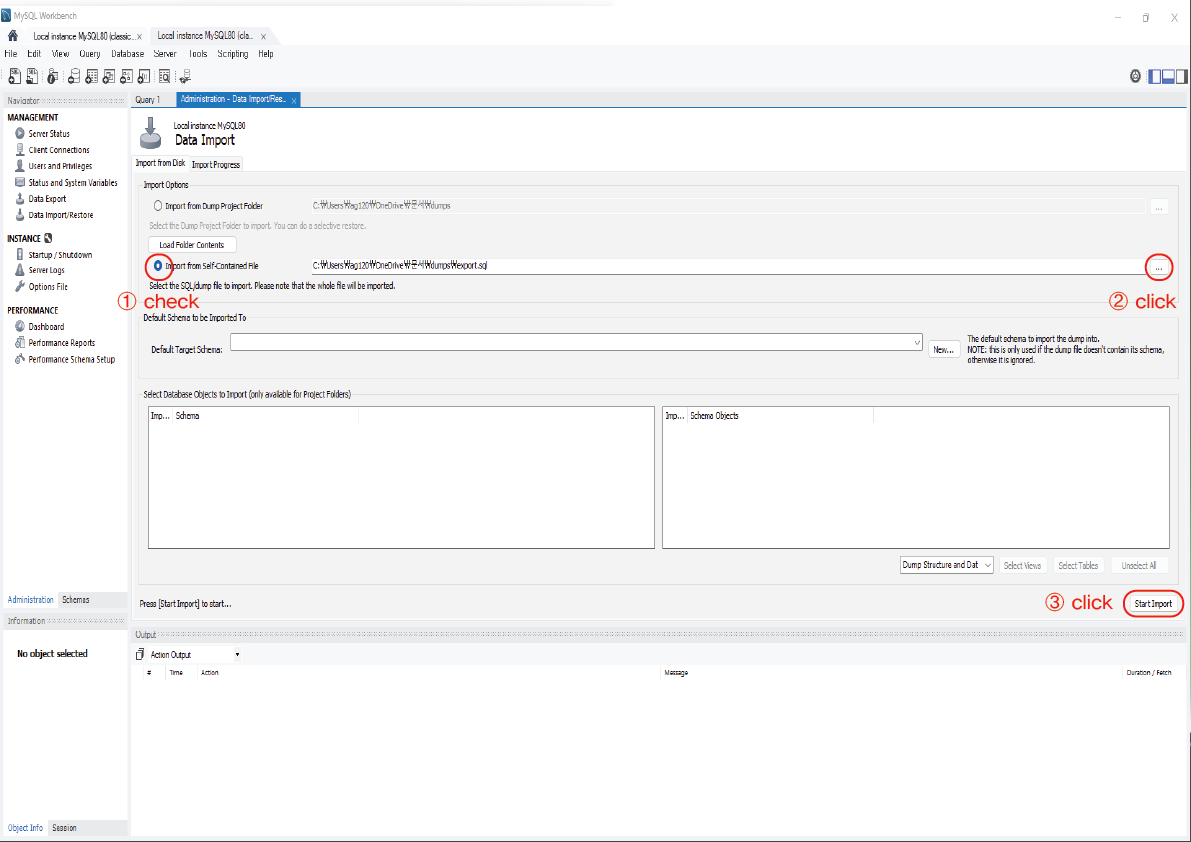 MySQL Workbench
Local instance MySQL80 (classic... x
Local instance MySQL80 (cla... x
File Edit View Query Database Server Tools Scripting Help
Navigator
Query 1
Administration - Data Import/Res... x
MANAGEMENT
Server Status
Client Connections
Users and Privileges
Status and System Variables
Data Export
Data Import/Restore
INSTANCE
Startup / Shutdown
Server Logs
Options File
PERFORMANCE
Dashboard
Performance Reports
Performance Schema Setup
Administration Schemas
Information
No object selected
Object Info Session
Local instance MySQL80
Data Import
Import from Disk Import Progress
Import Options
Import from Dump Project Folder C:₩Users₩ag120₩OneDrive₩문서₩dumps ...
Select the Dump Project Folder to import. You can do a selective restore.
Load Folder Contents
Import from Self-Contained File C:₩Users₩ag120₩OneDrive₩문서₩dumps₩export.sql ...
Select the SQL/dump file to import. Please note that the whole file will be imported.
① check
② click
Default Schema to be Imported To
Default Target Schema:
New...
The default schema to import the dump into.
NOTE: this is only used if the dump file doesn't contain its schema,
otherwise it is ignored.
Select Database Objects to Import (only available for Project Folders)
Imp... Schema
Imp... Schema Objects
Dump Structure and Dat Select Views Select Tables Unselect All
Press [Start Import] to start...
③ click
Start Import
Output
Action Output
# Time Action Message Duration / Fetch